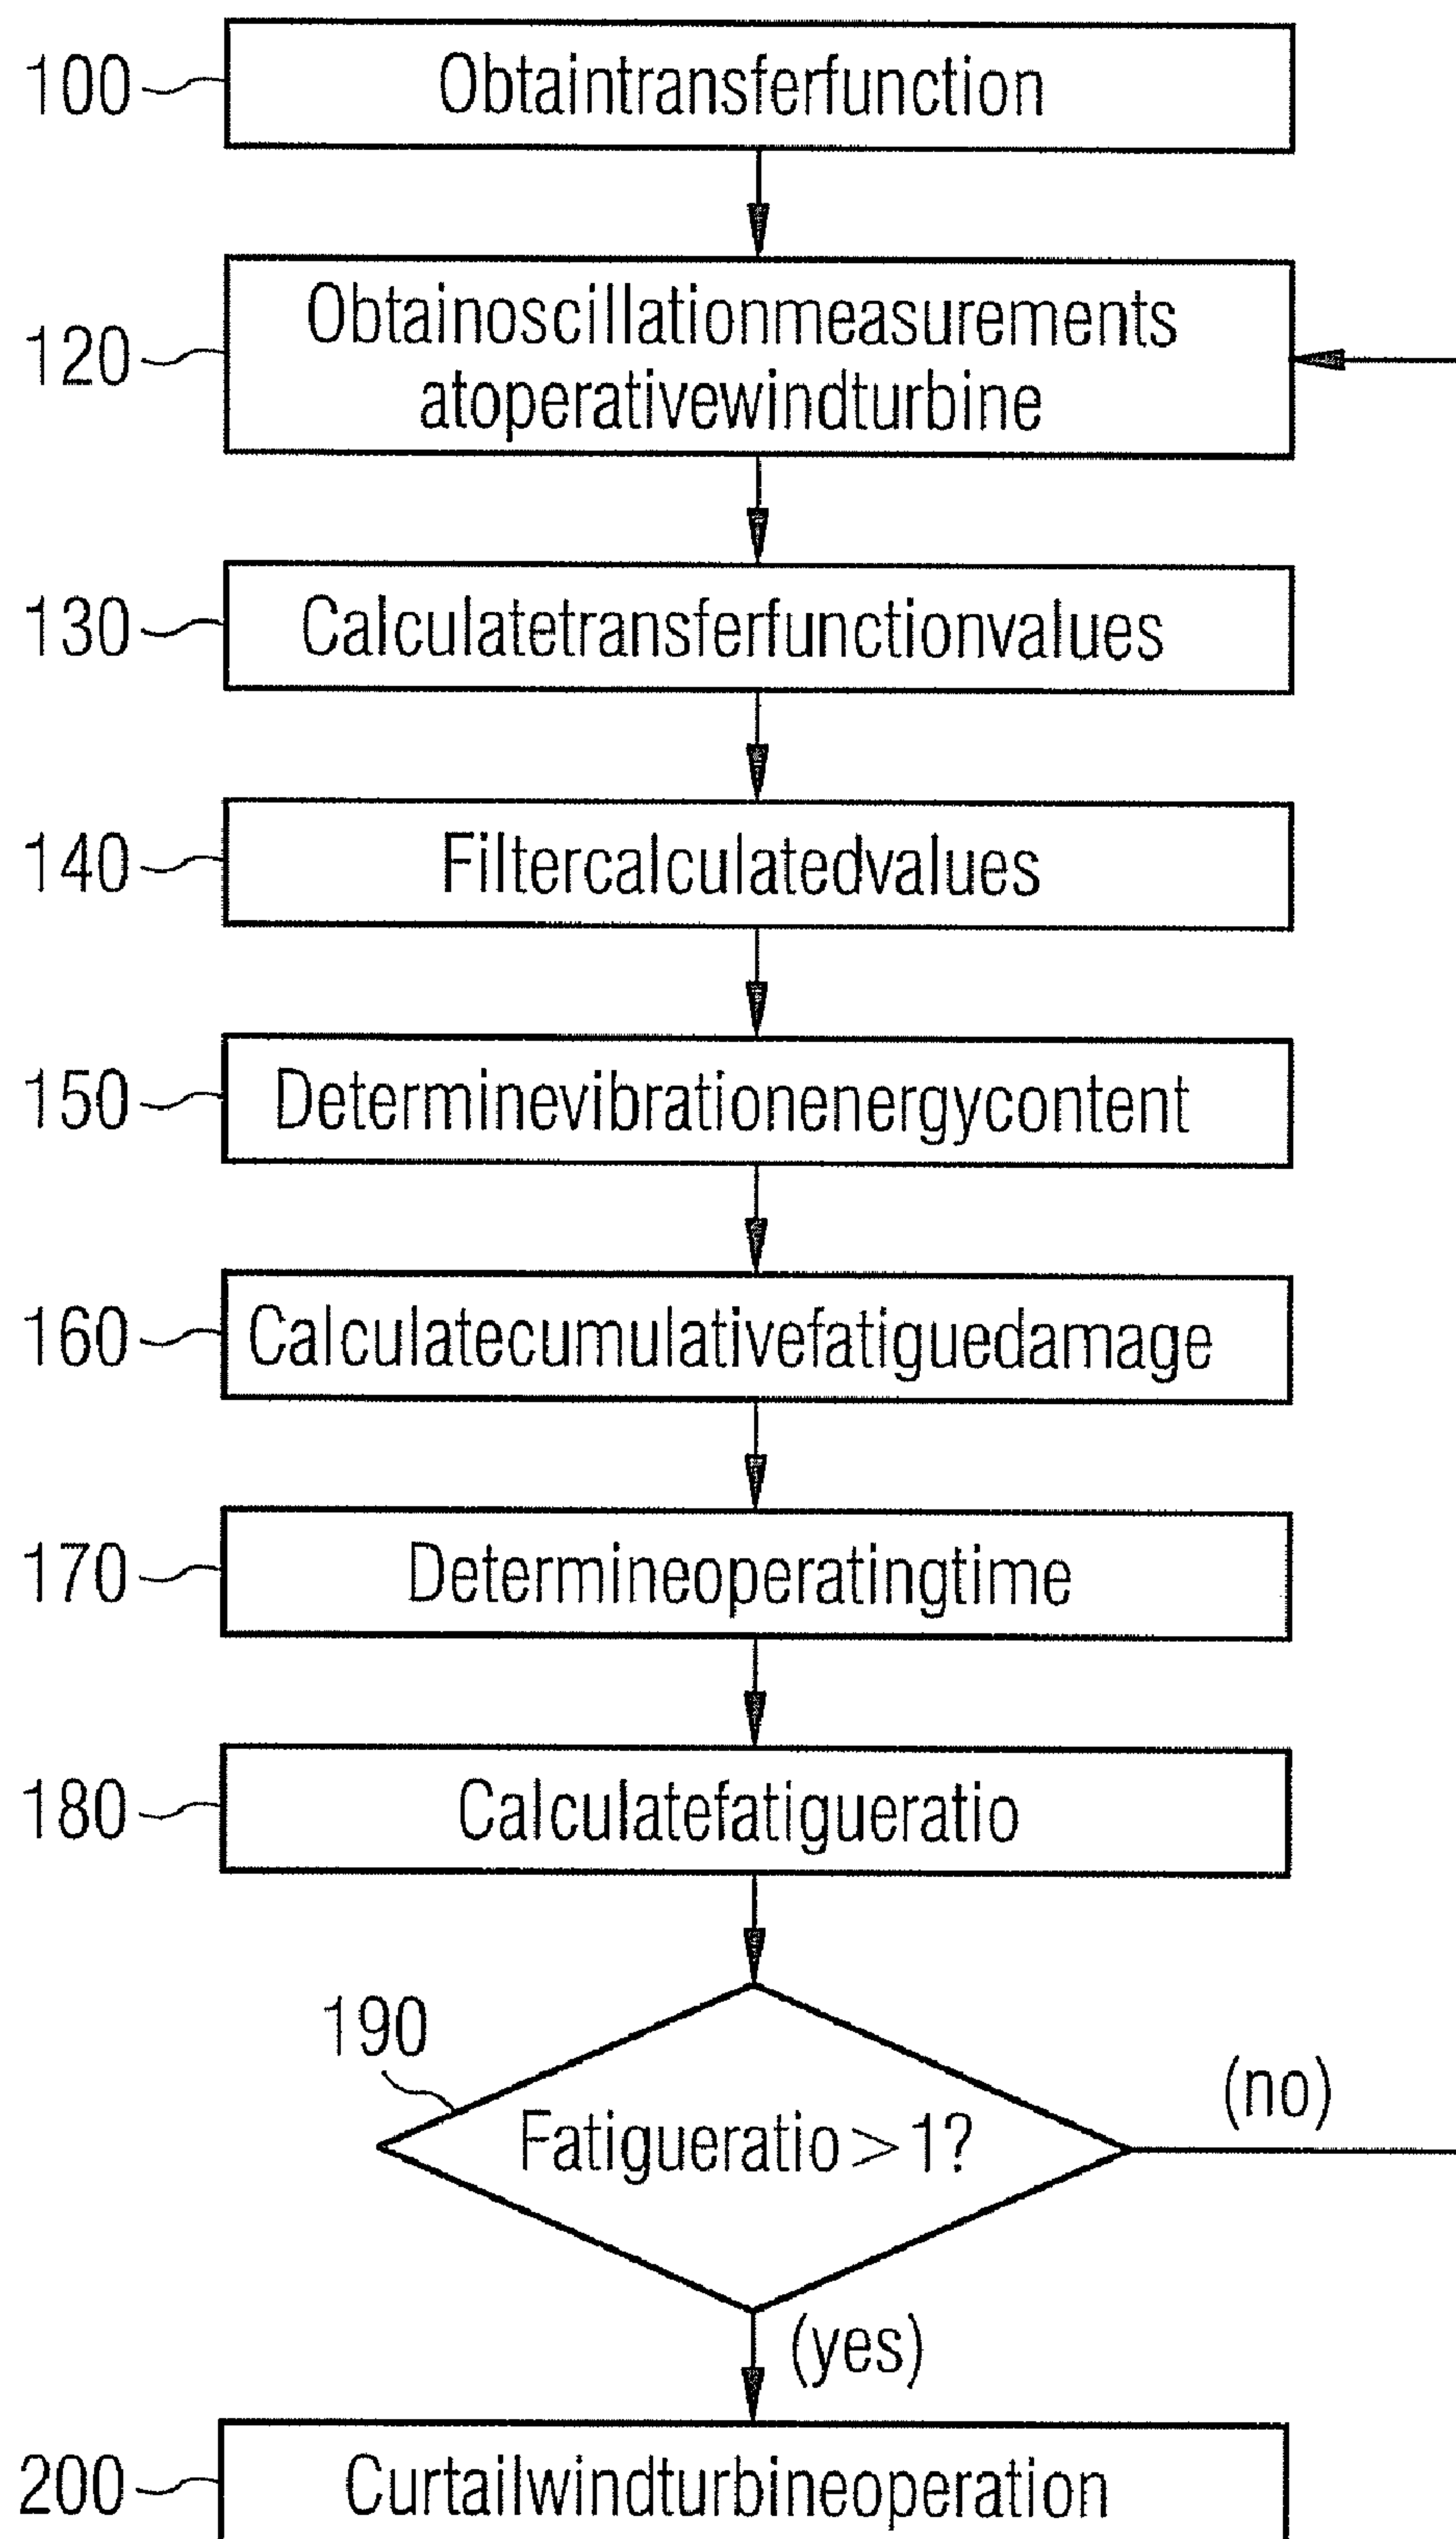 100 Obtaintransferfunction
120 Obtainoscillationmeasurements
atoperativewindturbine
130 Calculatetransferfunctionvalues
140 Filtercalculatedvalues
150 Determinevibrationenergycontent
160 Calculatecumulativefatiguedamage
170 Determineoperatingtime
180 Calculatefatigueratio
190
(no)
Fatigueratio > 1?
(yes)
200 Curtailwindturbineoperation